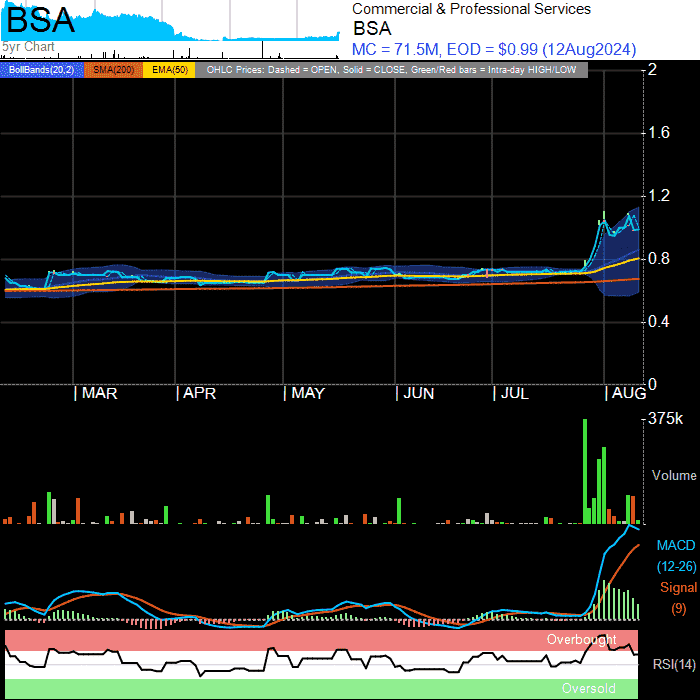 BSA
5yr Chart
Commercial & Professional Services
BSA
MC = 71.5M, EOD = $0.99 (12Aug2024)
BollBands(20,2) SMA(200) EMA(50) OHLC Prices: Dashed = OPEN, Solid = CLOSE, Green/Red bars = Intra-day HIGH/LOW
2
1.6
1.2
0.8
0.4
0
| MAR | APR | MAY | JUN | JUL | AUG
375k
Volume
MACD
(12-26)
Signal
(9)
Overbought
RSI(14)
Oversold